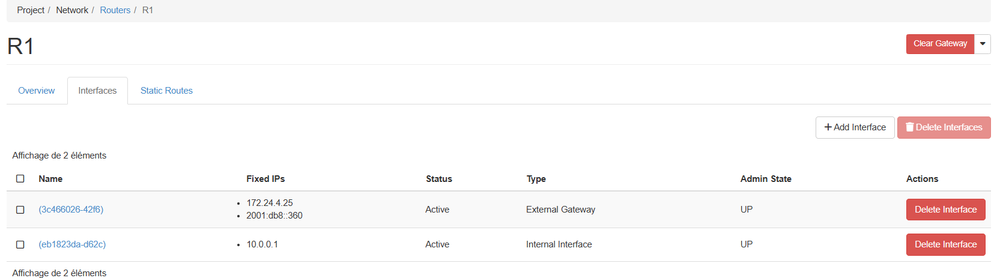 Project / Network / Routers / R1
R1
Clear Gateway
Overview Interfaces Static Routes
Add Interface Delete Interfaces
Affichage de 2 éléments
Name Fixed IPs Status Type Admin State Actions
(3c466026-42f6) 172.24.4.25 Active External Gateway UP Delete Interface
2001:db8::360
(eb1823da-d62c) 10.0.0.1 Active Internal Interface UP Delete Interface
Affichage de 2 éléments